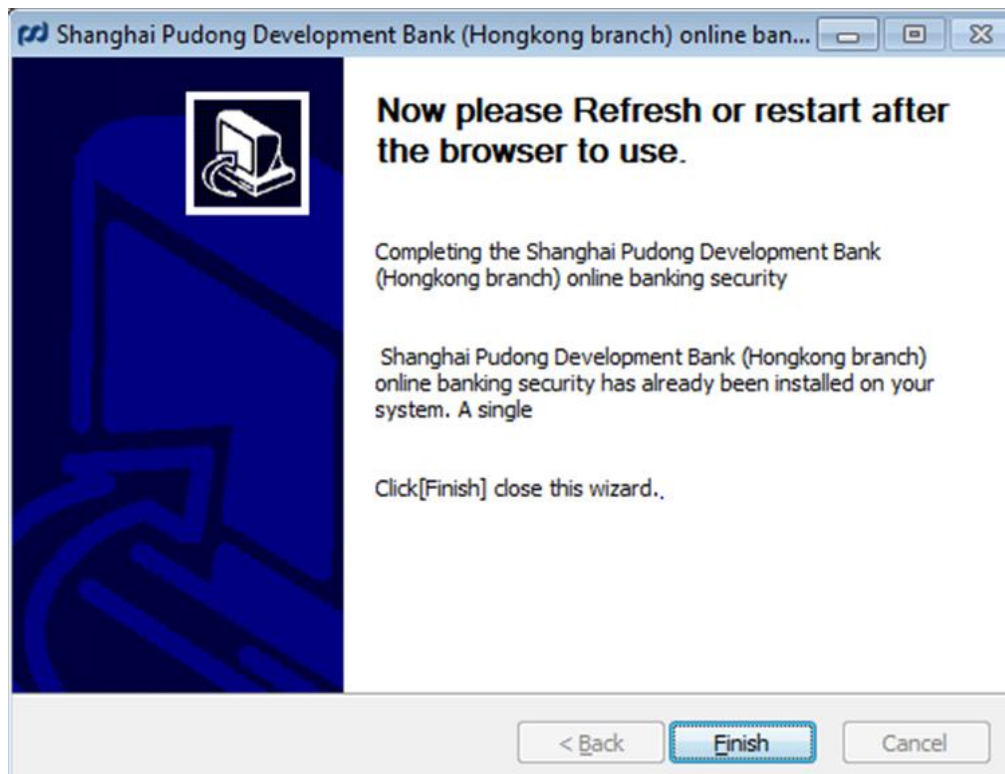 Shanghai Pudong Development Bank (Hongkong branch) online ban...
Now please Refresh or restart after
the browser to use.
Completing the Shanghai Pudong Development Bank
(Hongkong branch) online banking security
Shanghai Pudong Development Bank (Hongkong branch)
online banking security has already been installed on your
system. A single
Click[Finish] close this wizard..
< Back
Finish
Cancel